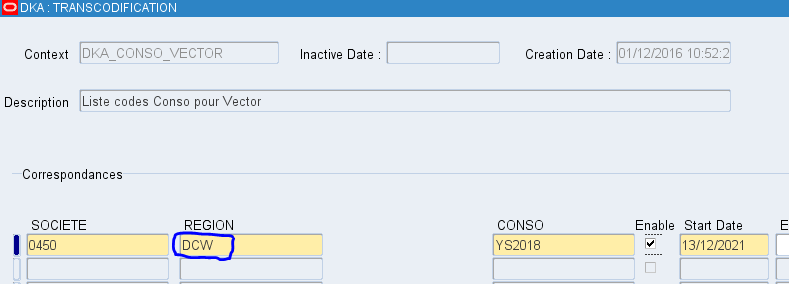 DKA : TRANSCODIFICATION
Context DKA_CONSO_VECTOR Inactive Date : Creation Date : 01/12/2016 10:52:2
Description Liste codes Conso pour Vector
Correspondances
SOCIETE REGION CONSO Enable Start Date E
0450 DCW YS2018 13/12/2021